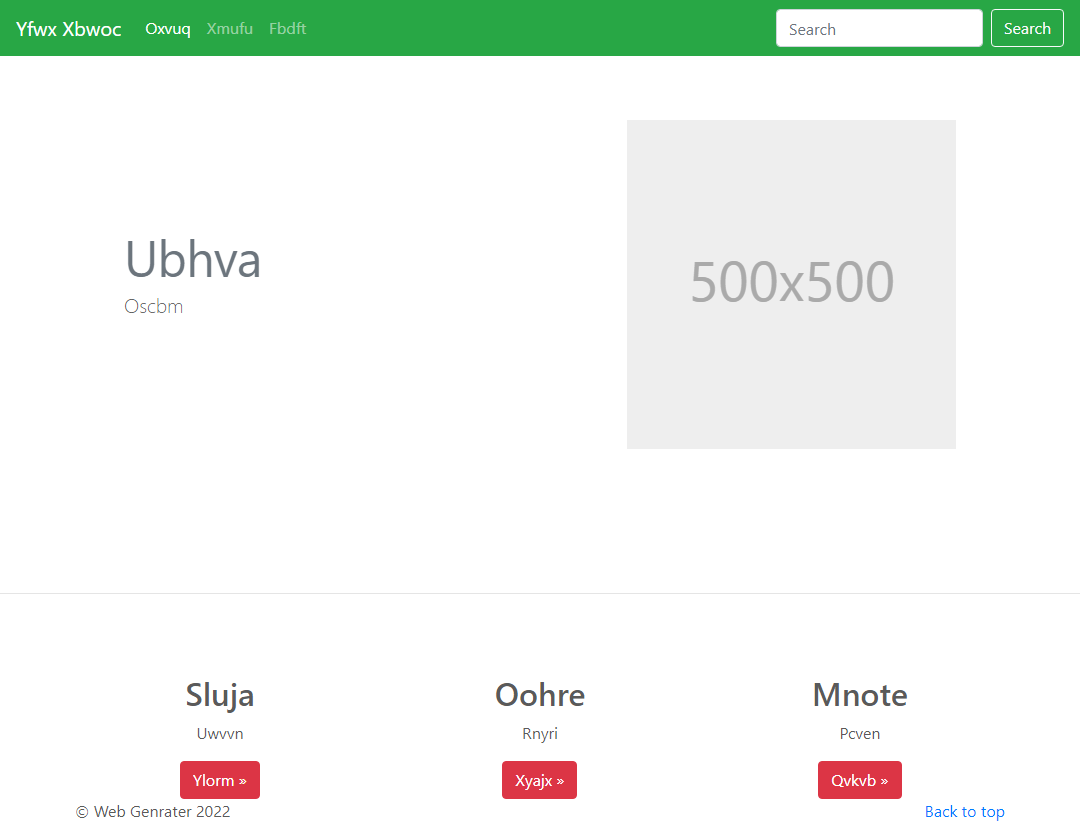 Yfwx Xbwoc Oxvuq Xmufu Fbdft Search Search
Ubhva
Oscbm
500x500
Sluja Oohre Mnote
Uwvvn Rnyri Pcven
Ylorm » Xyajx » Qvkvb »
© Web Genrater 2022 Back to top